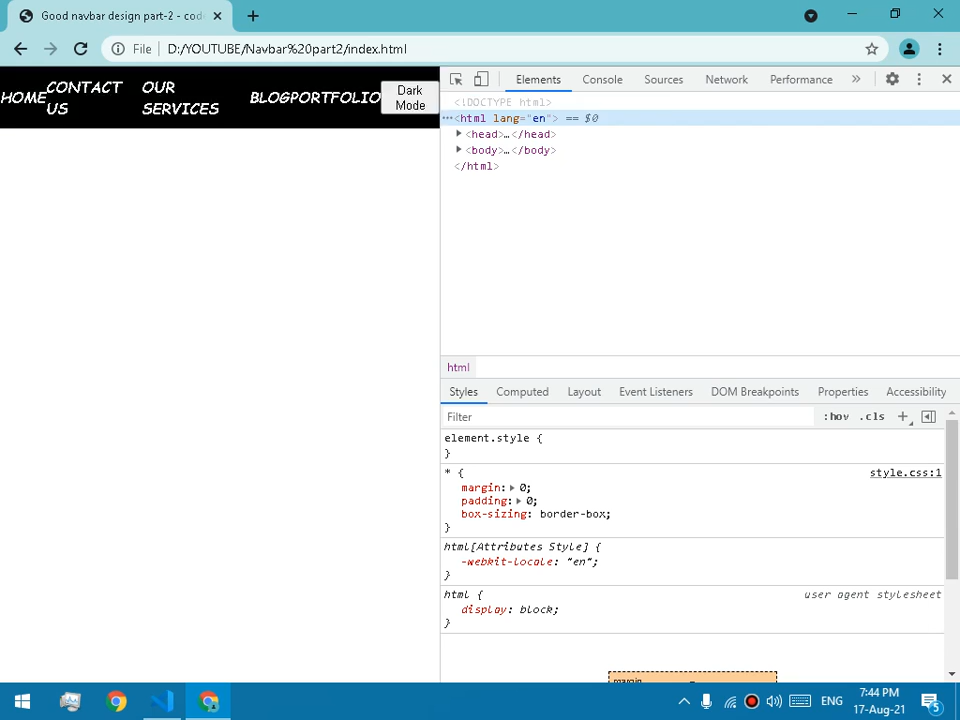 Good navbar design part-2 - cod
File
D:/YOUTUBE/Navbar%20part2/index.html
HOME
CONTACT US
OUR SERVICES
BLOG
PORTFOLIO
Dark Mode
Elements
Console
Sources
Network
Performance
»
<!DOCTYPE html>
···<html lang="en"> == $0
<head>…</head>
<body>…</body>
</html>
html
Styles
Computed
Layout
Event Listeners
DOM Breakpoints
Properties
Accessibility
Filter
:hov
.cls
element.style {
}
* {
style.css:1
margin: 0;
padding: 0;
box-sizing: border-box;
}
html[Attributes Style] {
-webkit-locale: "en";
}
html {
user agent stylesheet
display: block;
}
margin
ENG
7:44 PM
17-Aug-21
5